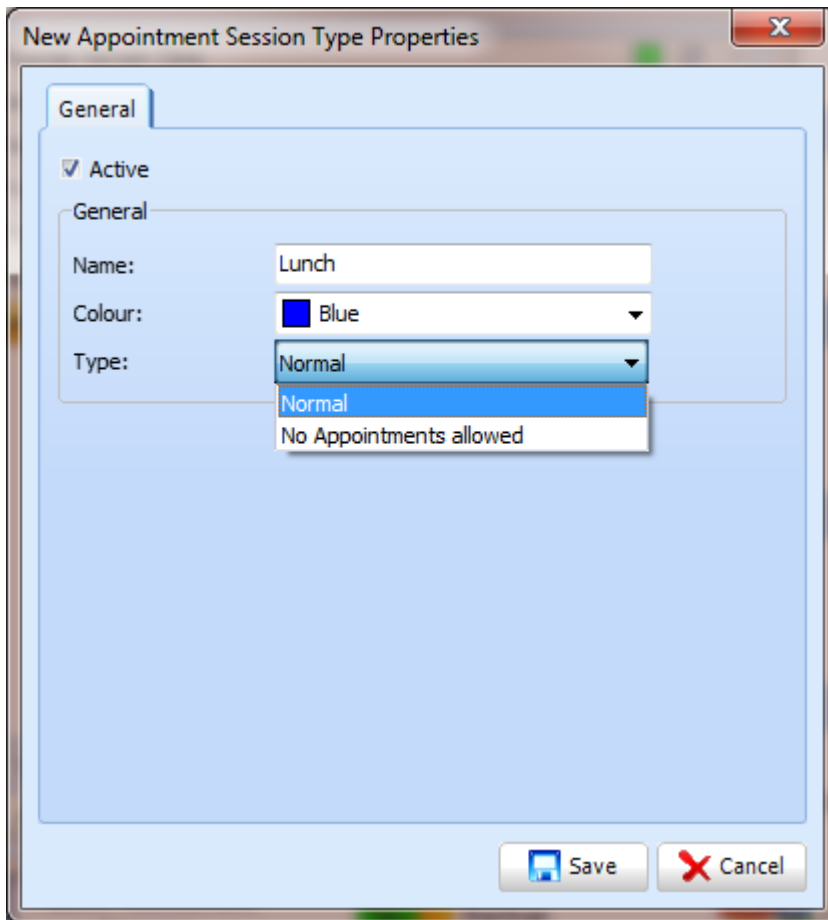 New Appointment Session Type Properties
General
Active
General
Name: Lunch
Colour: Blue
Type: Normal
Normal
No Appointments allowed
Save Cancel